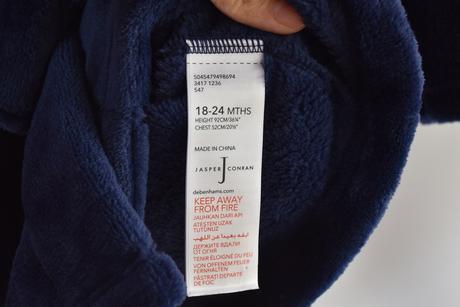 5045479498694
3417 1236
S47
18-24 MTHS
HEIGHT 92CM/36¼"
CHEST 52CM/20½"
MADE IN CHINA
JASPER J CONRAN
debenhams.com
KEEP AWAY
FROM FIRE
JAUHKAN DARI API
ATEŞTEN UZAK
TUTUNUZ
ابقه بعيدا عن اللهب
ДЕРЖИТЕ ВДАЛИ
ОТ ОГНЯ
TENIR ÉLOIGNÉ DU FEU
VON OFFENEM FEUER
FERNHALTEN
PĂSTRAȚI DEPARTE
DE FOC